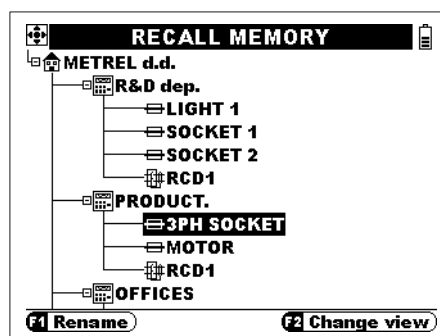 RECALL MEMORY
METREL d.d.
R&D dep.
LIGHT 1
SOCKET 1
SOCKET 2
RCD1
PRODUCT.
3PH SOCKET
MOTOR
RCD1
OFFICES
F1 Rename F2 Change view